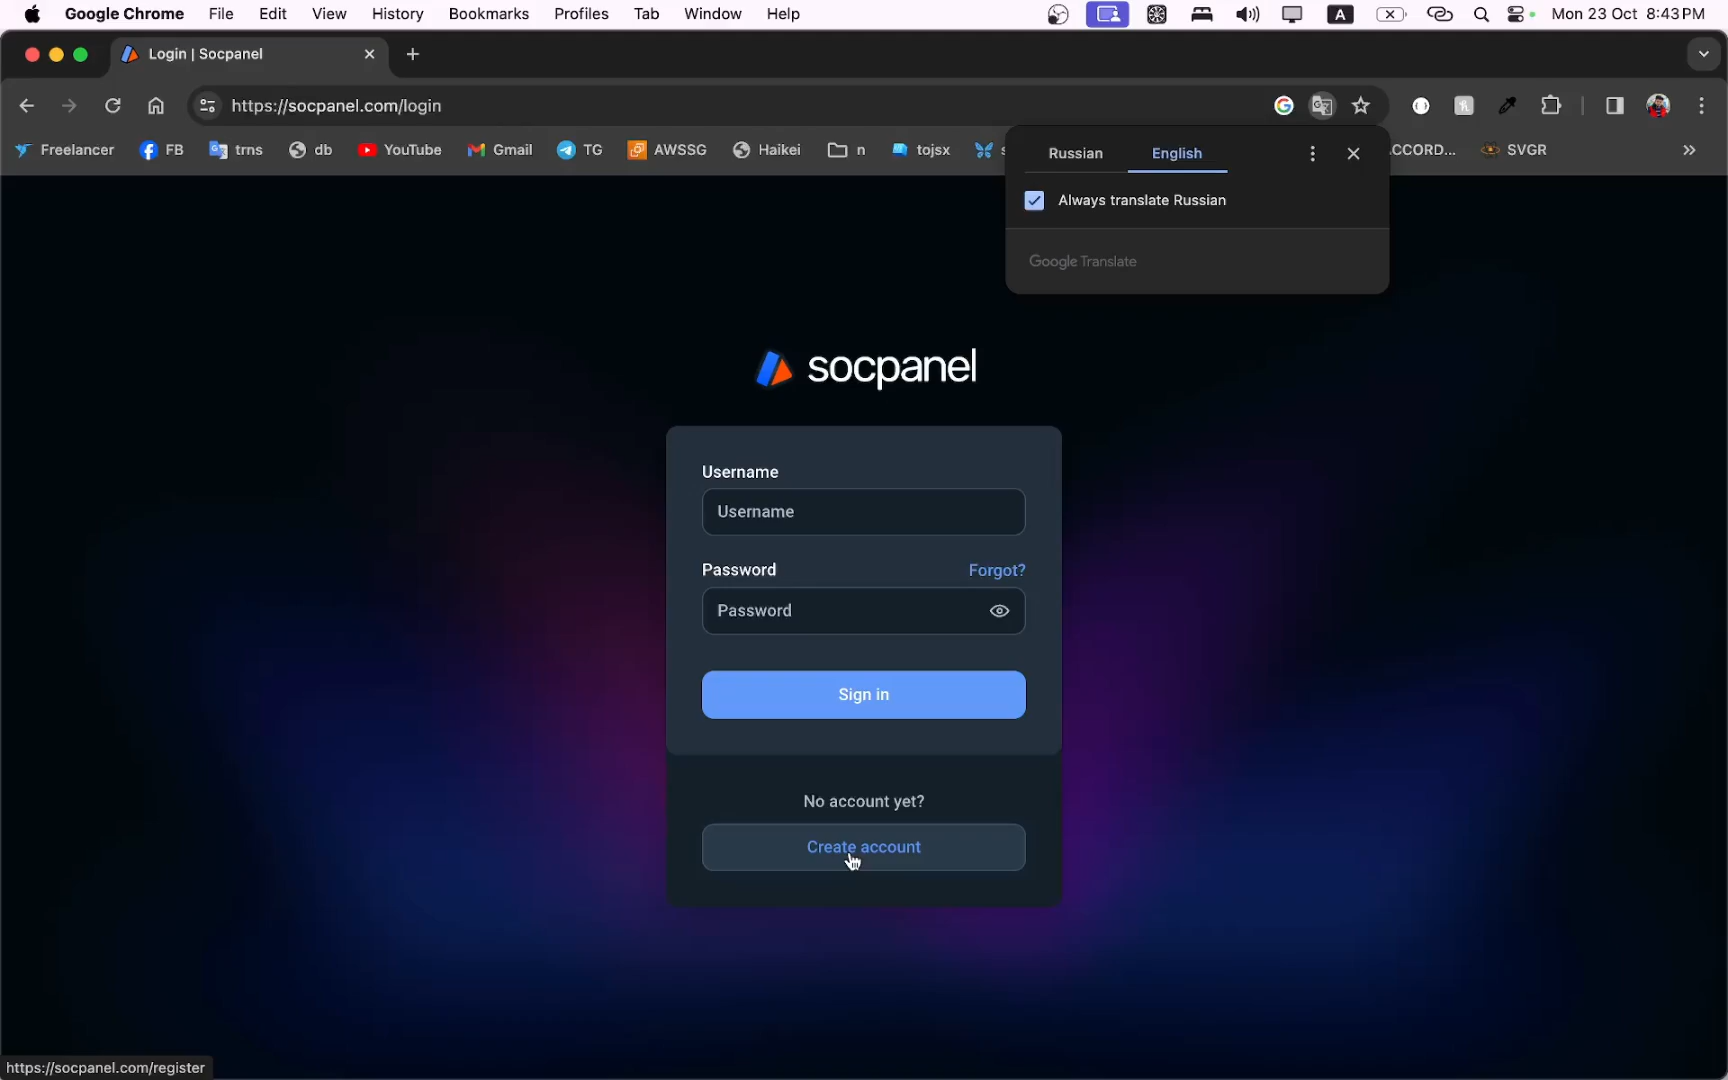 Google Chrome File Edit View History Bookmarks Profiles Tab Window Help A Mon 23 Oct 8:43 PM
Login | Socpanel
https://socpanel.com/login
Freelancer FB trns db YouTube Gmail TG AWSSG Haikei n tojsx s CCORD... SVGR
Russian English
Always translate Russian
Google Translate
socpanel
Username
Username
Password Forgot?
Password
Sign in
No account yet?
Create account
https://socpanel.com/register